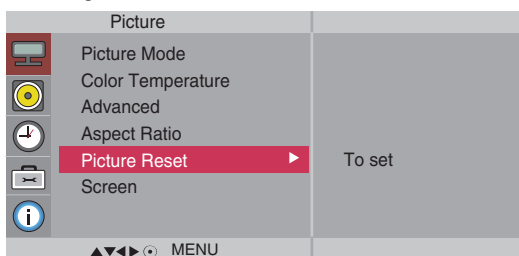 Picture
Picture Mode
Color Temperature
Advanced
Aspect Ratio
Picture Reset ▶ To set
Screen
▲▼◀▶⊙ MENU